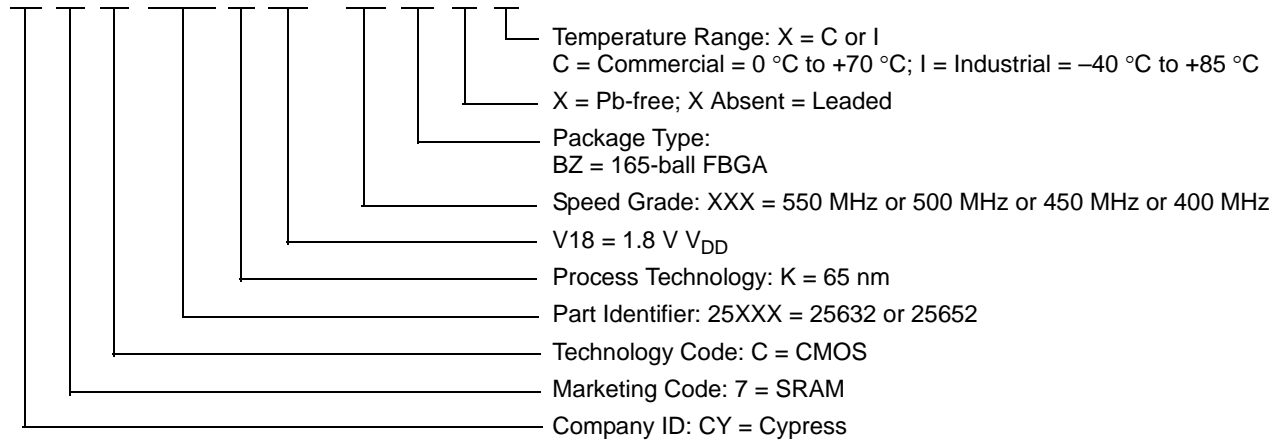 Temperature Range: X = C or I
C = Commercial = 0 °C to +70 °C; I = Industrial = –40 °C to +85 °C
X = Pb-free; X Absent = Leaded
Package Type:
BZ = 165-ball FBGA
Speed Grade: XXX = 550 MHz or 500 MHz or 450 MHz or 400 MHz
V18 = 1.8 V VDD
Process Technology: K = 65 nm
Part Identifier: 25XXX = 25632 or 25652
Technology Code: C = CMOS
Marketing Code: 7 = SRAM
Company ID: CY = Cypress